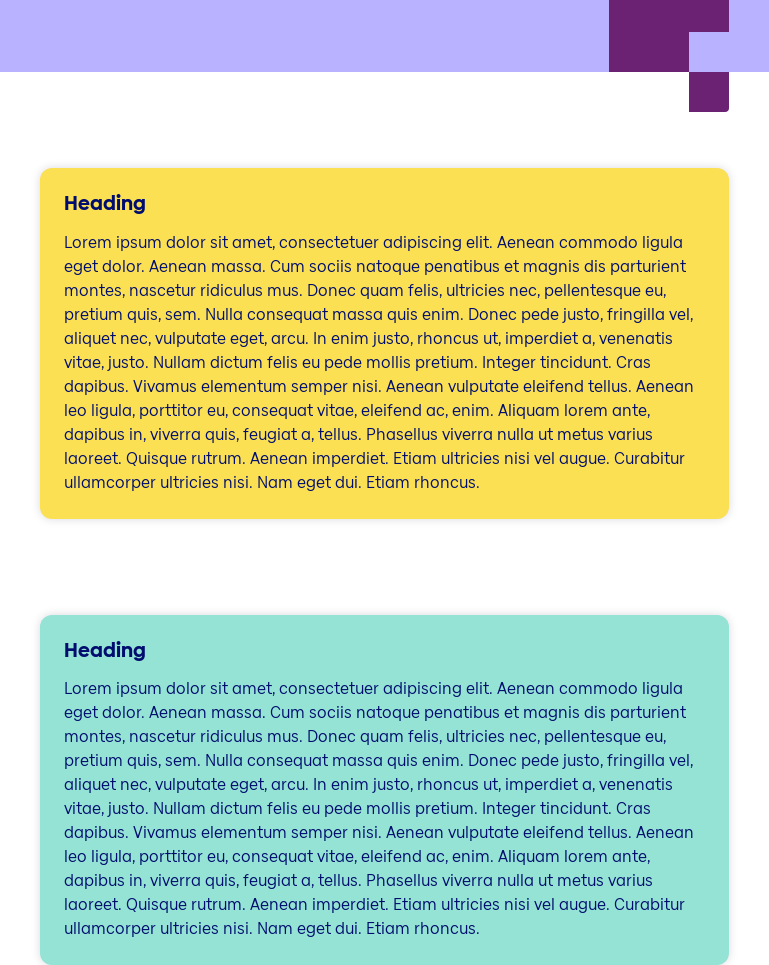 Heading
Lorem ipsum dolor sit amet, consectetuer adipiscing elit. Aenean commodo ligula
eget dolor. Aenean massa. Cum sociis natoque penatibus et magnis dis parturient
montes, nascetur ridiculus mus. Donec quam felis, ultricies nec, pellentesque eu,
pretium quis, sem. Nulla consequat massa quis enim. Donec pede justo, fringilla vel,
aliquet nec, vulputate eget, arcu. In enim justo, rhoncus ut, imperdiet a, venenatis
vitae, justo. Nullam dictum felis eu pede mollis pretium. Integer tincidunt. Cras
dapibus. Vivamus elementum semper nisi. Aenean vulputate eleifend tellus. Aenean
leo ligula, porttitor eu, consequat vitae, eleifend ac, enim. Aliquam lorem ante,
dapibus in, viverra quis, feugiat a, tellus. Phasellus viverra nulla ut metus varius
laoreet. Quisque rutrum. Aenean imperdiet. Etiam ultricies nisi vel augue. Curabitur
ullamcorper ultricies nisi. Nam eget dui. Etiam rhoncus.
Heading
Lorem ipsum dolor sit amet, consectetuer adipiscing elit. Aenean commodo ligula
eget dolor. Aenean massa. Cum sociis natoque penatibus et magnis dis parturient
montes, nascetur ridiculus mus. Donec quam felis, ultricies nec, pellentesque eu,
pretium quis, sem. Nulla consequat massa quis enim. Donec pede justo, fringilla vel,
aliquet nec, vulputate eget, arcu. In enim justo, rhoncus ut, imperdiet a, venenatis
vitae, justo. Nullam dictum felis eu pede mollis pretium. Integer tincidunt. Cras
dapibus. Vivamus elementum semper nisi. Aenean vulputate eleifend tellus. Aenean
leo ligula, porttitor eu, consequat vitae, eleifend ac, enim. Aliquam lorem ante,
dapibus in, viverra quis, feugiat a, tellus. Phasellus viverra nulla ut metus varius
laoreet. Quisque rutrum. Aenean imperdiet. Etiam ultricies nisi vel augue. Curabitur
ullamcorper ultricies nisi. Nam eget dui. Etiam rhoncus.